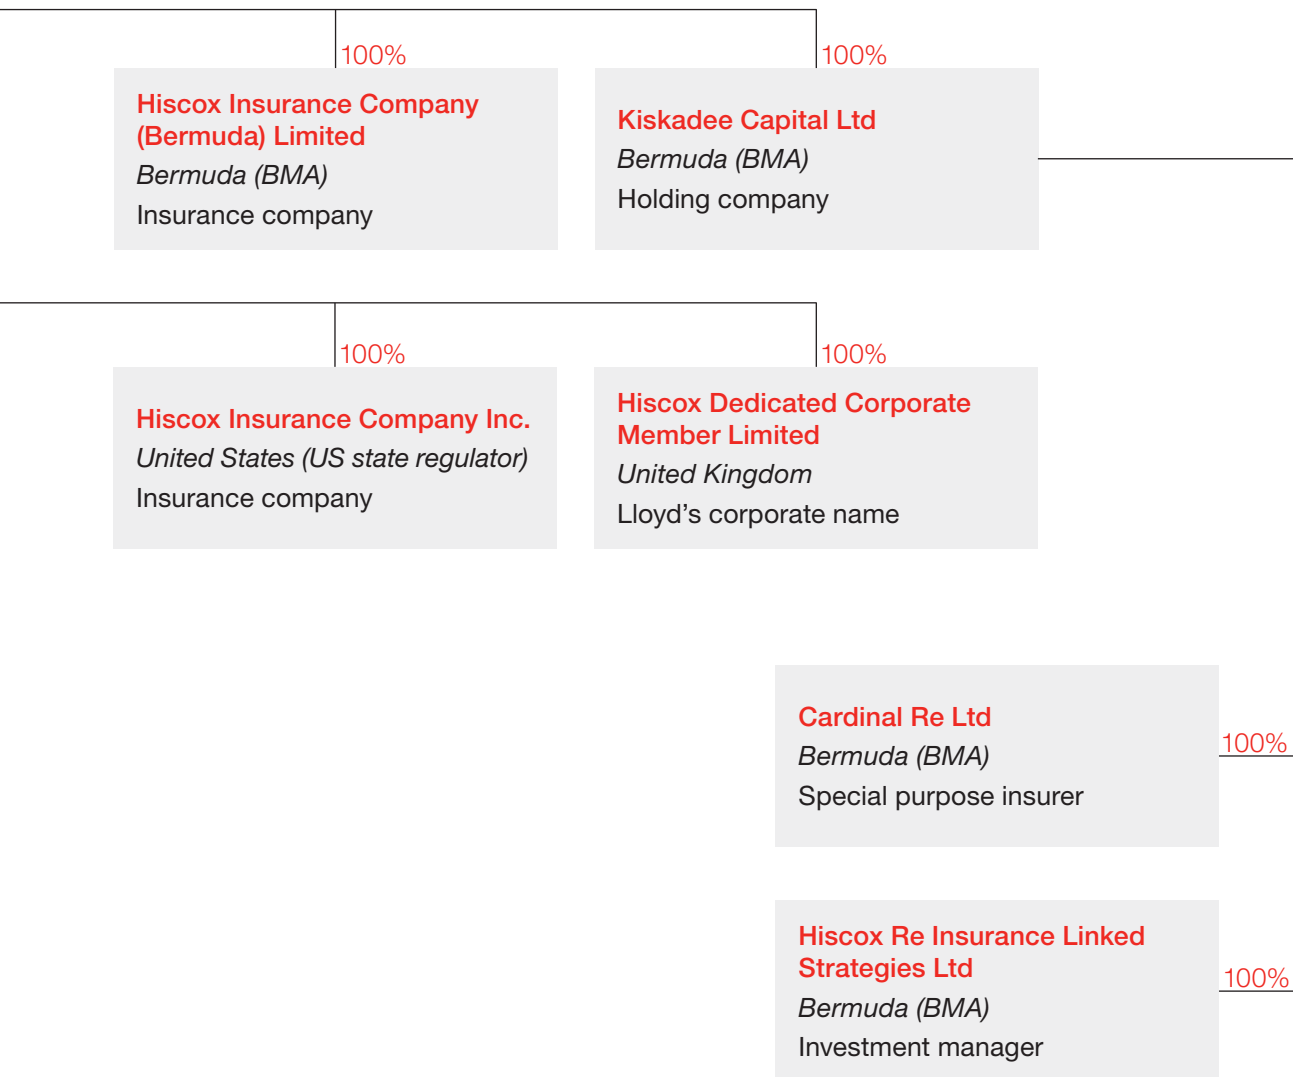 100%
Hiscox Insurance Company
(Bermuda) Limited
Bermuda (BMA)
Insurance company
100%
Kiskadee Capital Ltd
Bermuda (BMA)
Holding company
100%
Hiscox Insurance Company Inc.
United States (US state regulator)
Insurance company
100%
Hiscox Dedicated Corporate
Member Limited
United Kingdom
Lloyd’s corporate name
Cardinal Re Ltd
Bermuda (BMA)
Special purpose insurer
100%
Hiscox Re Insurance Linked
Strategies Ltd
Bermuda (BMA)
Investment manager
100%